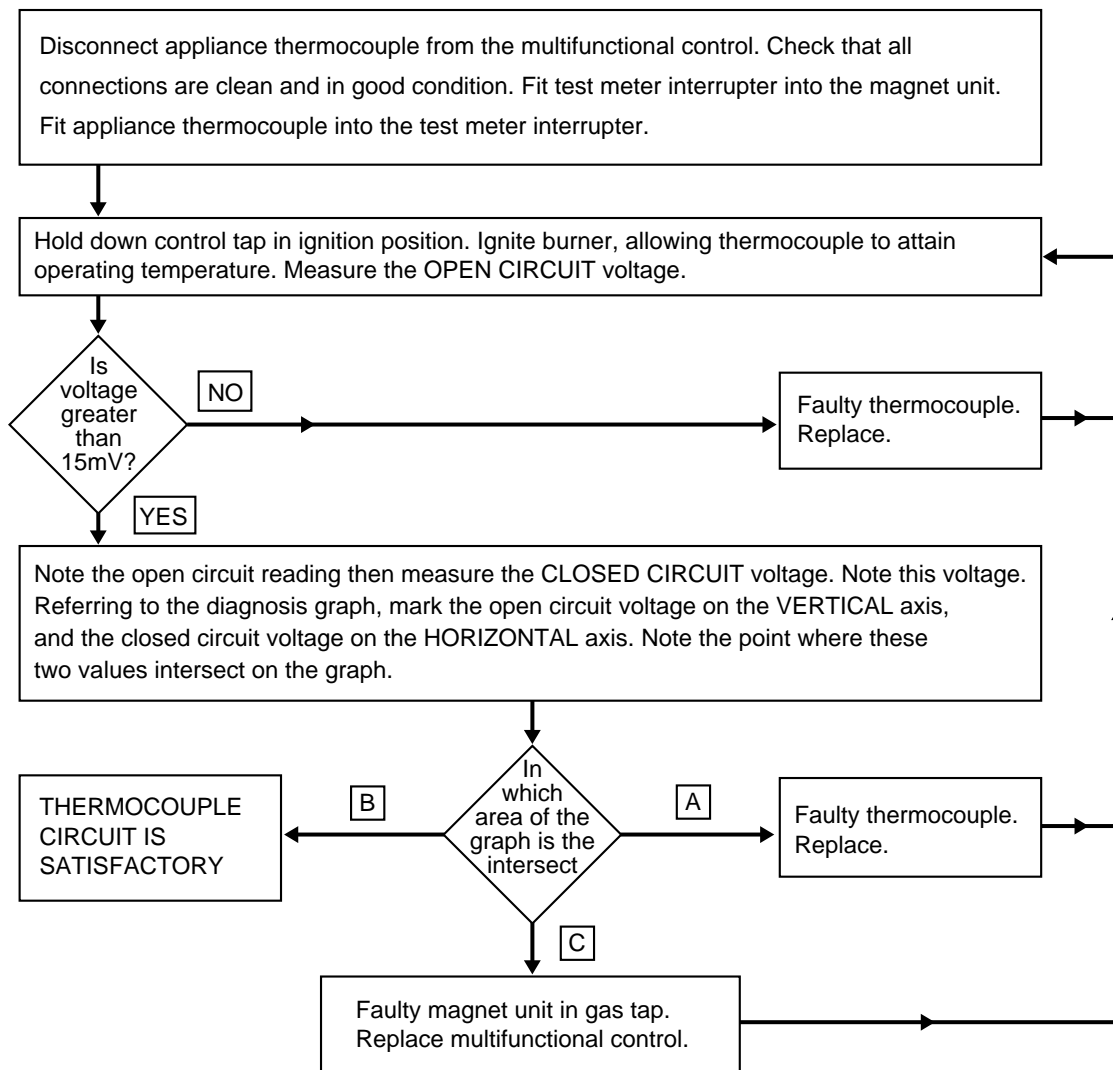 Disconnect appliance thermocouple from the multifunctional control. Check that all
connections are clean and in good condition. Fit test meter interrupter into the magnet unit.
Fit appliance thermocouple into the test meter interrupter.
Hold down control tap in ignition position. Ignite burner, allowing thermocouple to attain
operating temperature. Measure the OPEN CIRCUIT voltage.
Is
voltage
greater
than
15mV?
NO
Faulty thermocouple.
Replace.
YES
Note the open circuit reading then measure the CLOSED CIRCUIT voltage. Note this voltage.
Referring to the diagnosis graph, mark the open circuit voltage on the VERTICAL axis,
and the closed circuit voltage on the HORIZONTAL axis. Note the point where these
two values intersect on the graph.
In
which
area of the
graph is the
intersect
B
THERMOCOUPLE
CIRCUIT IS
SATISFACTORY
A
Faulty thermocouple.
Replace.
C
Faulty magnet unit in gas tap.
Replace multifunctional control.